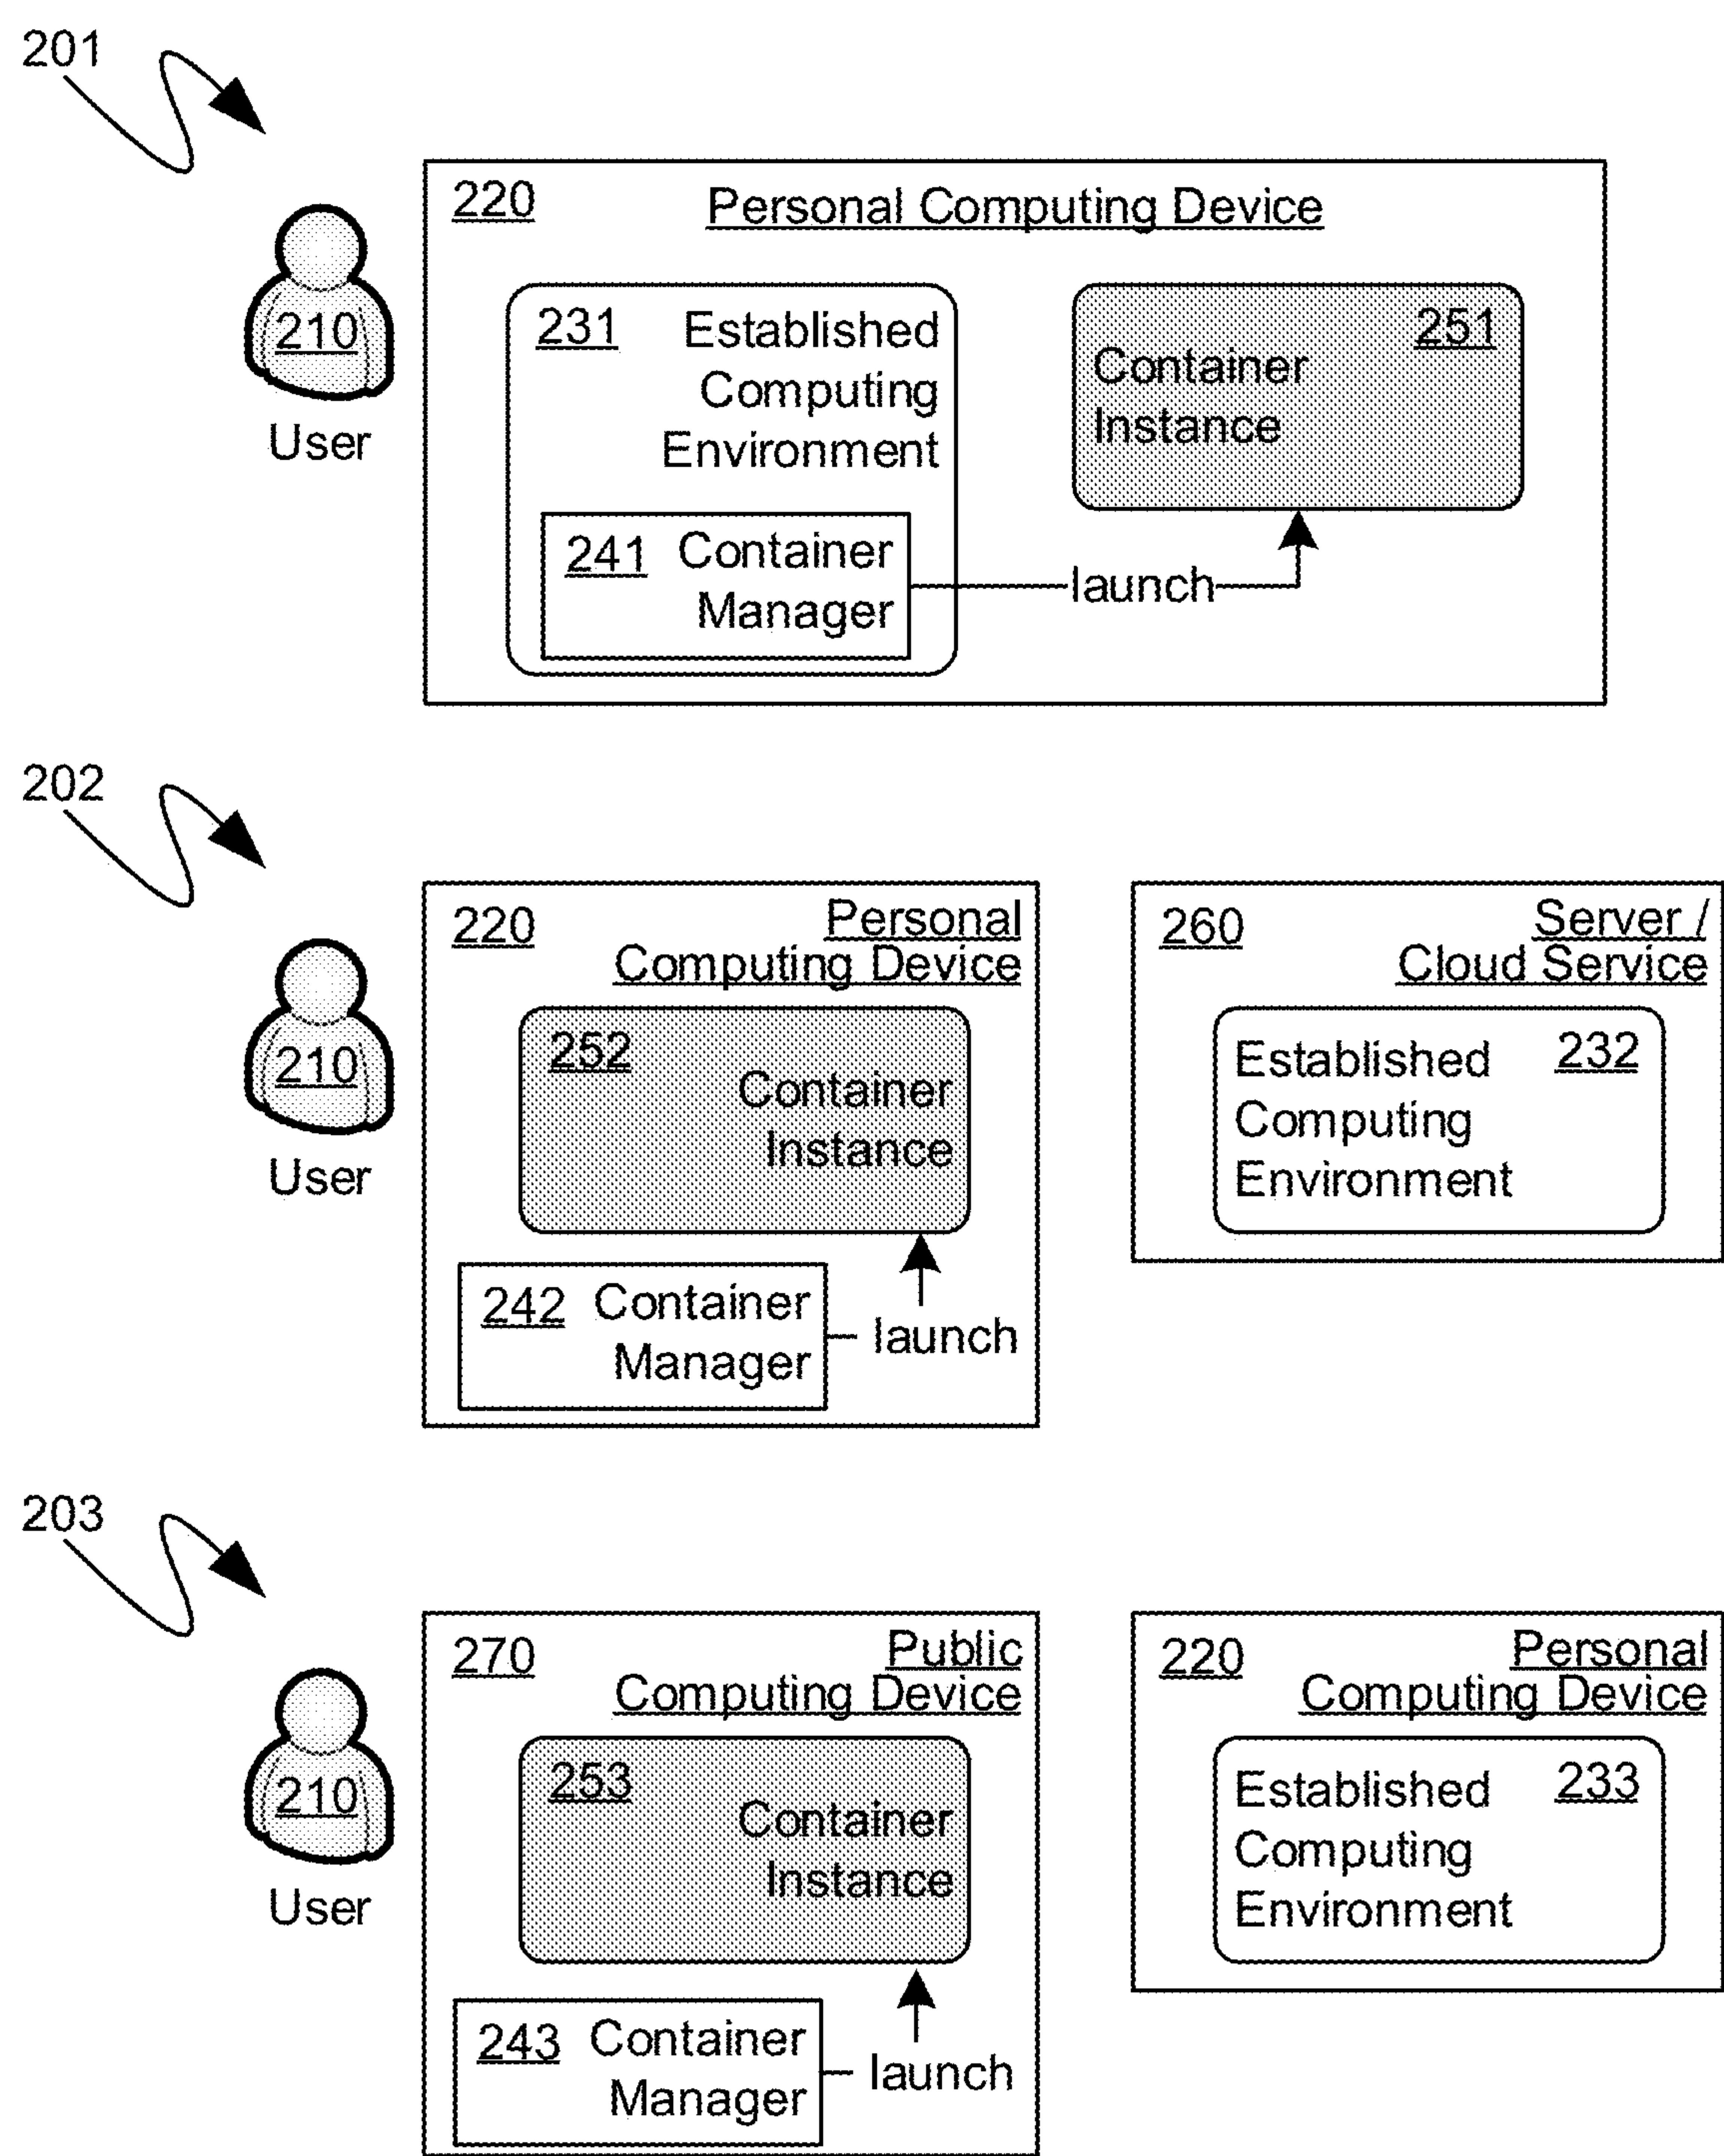 201
220 Personal Computing Device
210
User
231 Established
Computing
Environment
241 Container
Manager
launch
251
Container
Instance
202
220 Personal
Computing Device
210
User
252
Container
Instance
242 Container
Manager
launch
260 Server /
Cloud Service
Established 232
Computing
Environment
203
270 Public
Computing Device
210
User
253
Container
Instance
243 Container
Manager
launch
220 Personal
Computing Device
Established 233
Computing
Environment